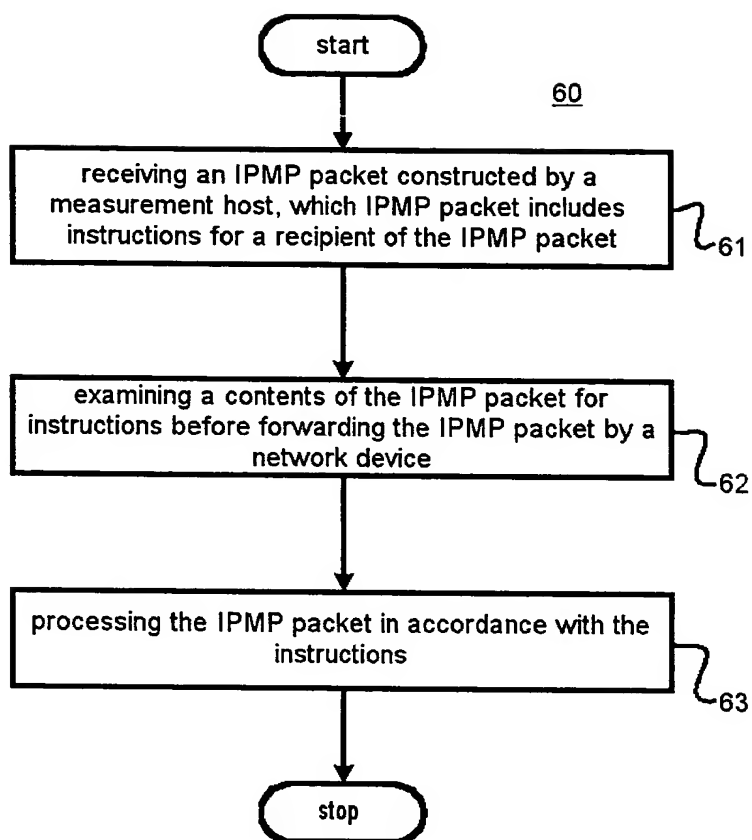 start
60
receiving an IPMP packet constructed by a
measurement host, which IPMP packet includes
instructions for a recipient of the IPMP packet
61
examining a contents of the IPMP packet for
instructions before forwarding the IPMP packet by a
network device
62
processing the IPMP packet in accordance with the
instructions
63
stop